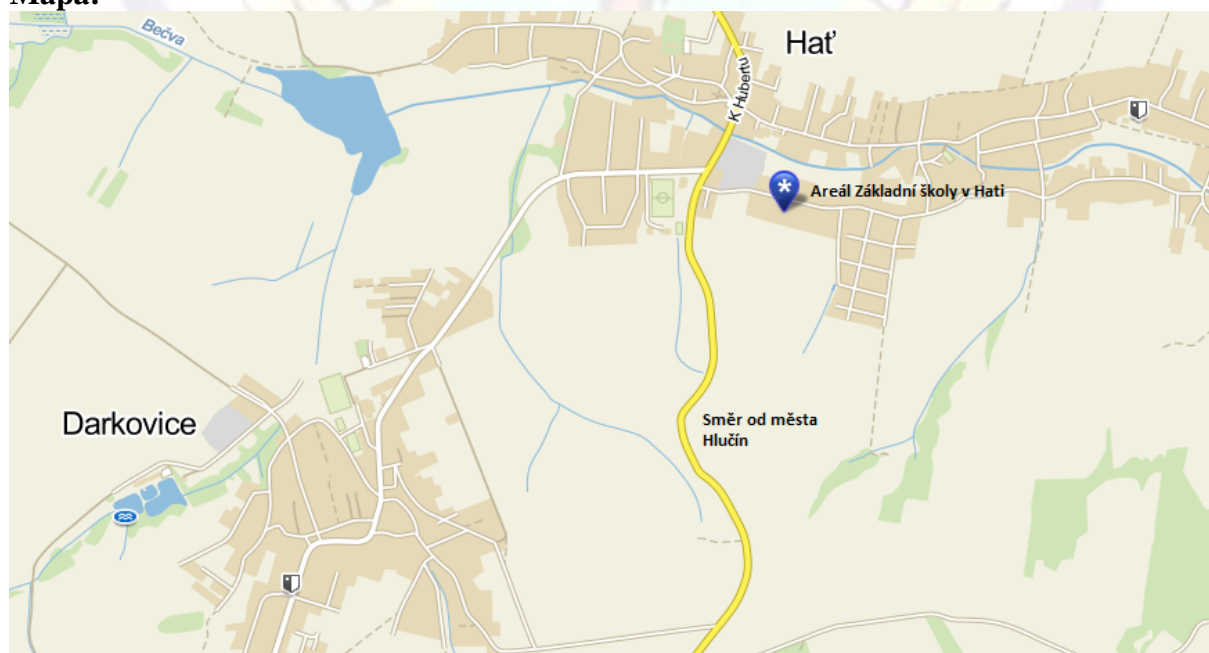 Mapa:
Bečva
Hať
K Hubertu
Areál Základní školy v Hati
Darkovice
Směr od města
Hlučín